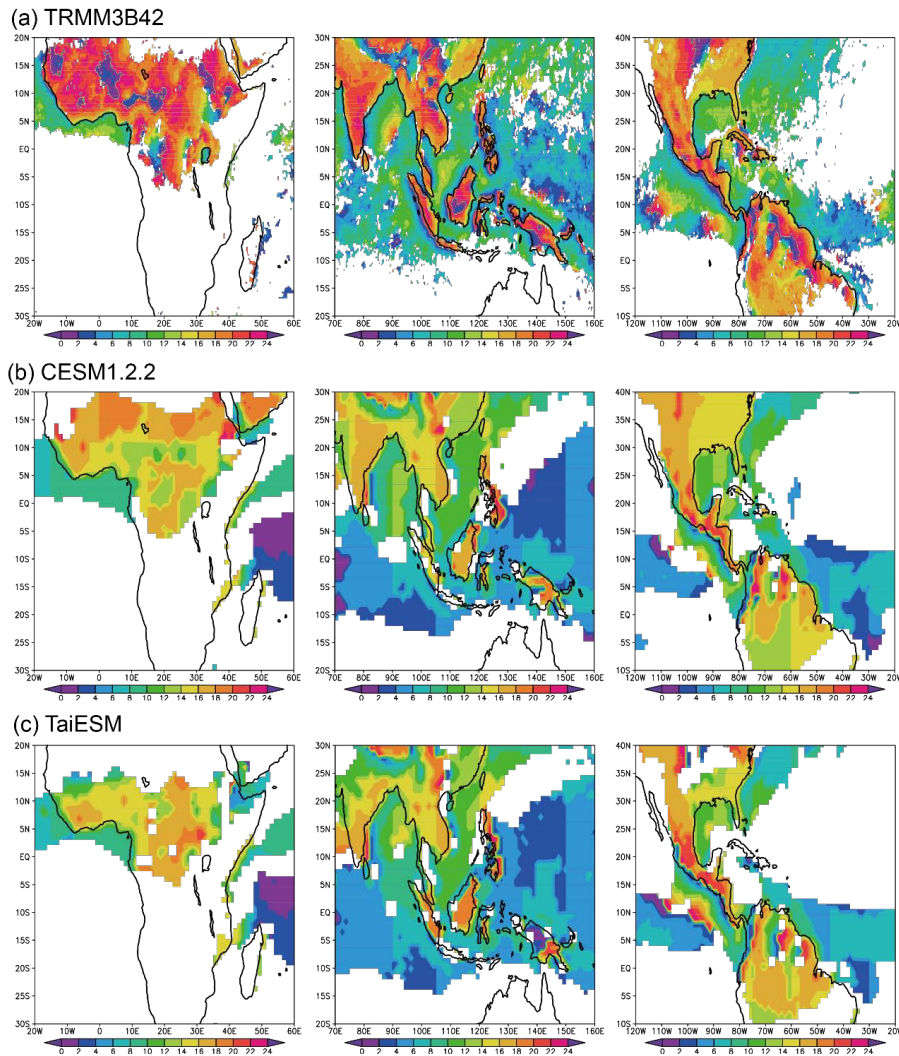 (a) TRMM3B42
20N 30N 40N
15N 25N 35N
10N 20N 30N
5N 15N 25N
EQ 10N 20N
5S 5N 15N
10S EQ 10N
15S 5S 5N
20S 10S EQ
25S 15S 5S
30S 20S 10S
20W 10W 0 10E 20E 30E 40E 50E 60E 70E 80E 90E 100E 110E 120E 130E 140E 150E 160E 120W 110W 100W 90W 80W 70W 60W 50W 40W 30W 20W
0 2 4 6 8 10 12 14 16 18 20 22 24 0 2 4 6 8 10 12 14 16 18 20 22 24 0 2 4 6 8 10 12 14 16 18 20 22 24
(b) CESM1.2.2
20N 30N 40N
15N 25N 35N
10N 20N 30N
5N 15N 25N
EQ 10N 20N
5S 5N 15N
10S EQ 10N
15S 5S 5N
20S 10S EQ
25S 15S 5S
30S 20S 10S
20W 10W 0 10E 20E 30E 40E 50E 60E 70E 80E 90E 100E 110E 120E 130E 140E 150E 160E 120W 110W 100W 90W 80W 70W 60W 50W 40W 30W 20W
0 2 4 6 8 10 12 14 16 18 20 22 24 0 2 4 6 8 10 12 14 16 18 20 22 24 0 2 4 6 8 10 12 14 16 18 20 22 24
(c) TaiESM
20N 30N 40N
15N 25N 35N
10N 20N 30N
5N 15N 25N
EQ 10N 20N
5S 5N 15N
10S EQ 10N
15S 5S 5N
20S 10S EQ
25S 15S 5S
30S 20S 10S
20W 10W 0 10E 20E 30E 40E 50E 60E 70E 80E 90E 100E 110E 120E 130E 140E 150E 160E 120W 110W 100W 90W 80W 70W 60W 50W 40W 30W 20W
0 2 4 6 8 10 12 14 16 18 20 22 24 0 2 4 6 8 10 12 14 16 18 20 22 24 0 2 4 6 8 10 12 14 16 18 20 22 24